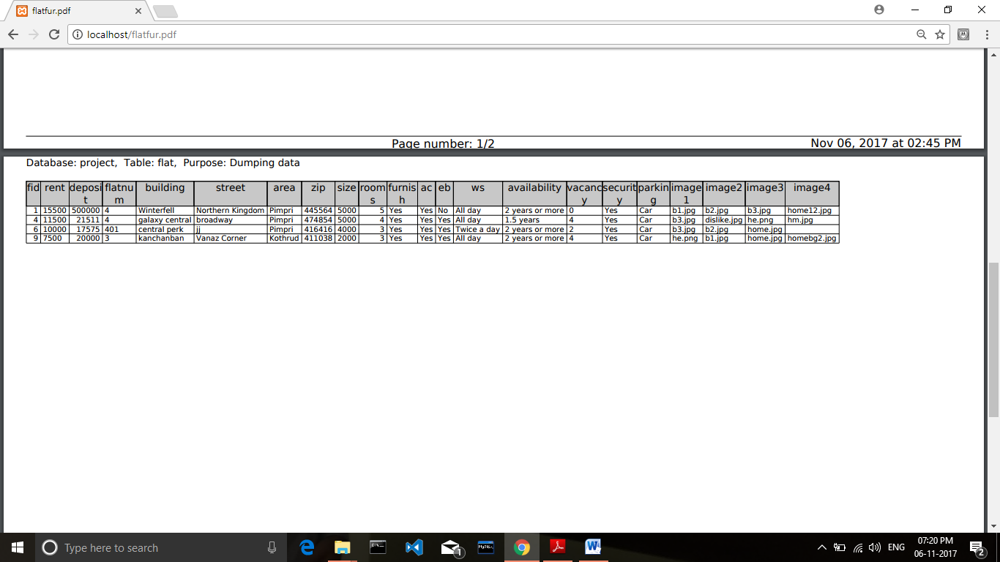 flatfur.pdf
localhost/flatfur.pdf
Page number: 1/2 Nov 06, 2017 at 02:45 PM
Database: project, Table: flat, Purpose: Dumping data
fid rent deposit flatnum building street area zip size rooms furnish ac eb ws availability vacancy security parking image1 image2 image3 image4
1 15500 500000 4 Winterfell Northern Kingdom Pimpri 445564 5000 5 Yes Yes No All day 2 years or more 0 Yes Car b1.jpg b2.jpg b3.jpg home12.jpg
4 11500 21511 4 galaxy central broadway Pimpri 474854 5000 4 Yes Yes Yes All day 1.5 years 4 Yes Car b3.jpg dislike.jpg he.png hm.jpg
6 10000 17575 401 central perk jj Pimpri 416416 4000 3 Yes Yes Yes Twice a day 2 years or more 2 Yes Car b3.jpg b2.jpg home.jpg
9 7500 20000 3 kanchanban Vanaz Corner Kothrud 411038 2000 3 Yes Yes Yes All day 2 years or more 4 Yes Car he.png b1.jpg home.jpg homebg2.jpg
Type here to search 1 MySQL ENG 07:20 PM
06-11-2017 2